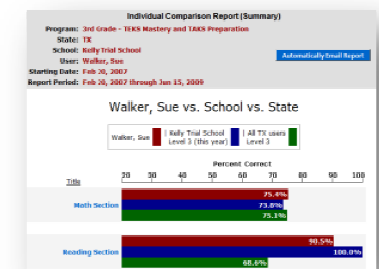 Individual Comparison Report (Summary)
Program: 3rd Grade - TEKS Mastery and TAKS Preparation
State: TX
School: Kelly Trial School
User: Walker, Sue
Automatically Email Report
Starting Date: Feb 20, 2007
Report Period: Feb 20, 2007 through Jun 15, 2009
Walker, Sue vs. School vs. State
Walker, Sue | Kelly Trial School Level 3 (this year) | All TX users Level 3
Percent Correct
Title 20 30 40 50 60 70 80 90 100
75.4%
Math Section 73.8%
75.1%
90.5%
Reading Section 100.0%
68.6%